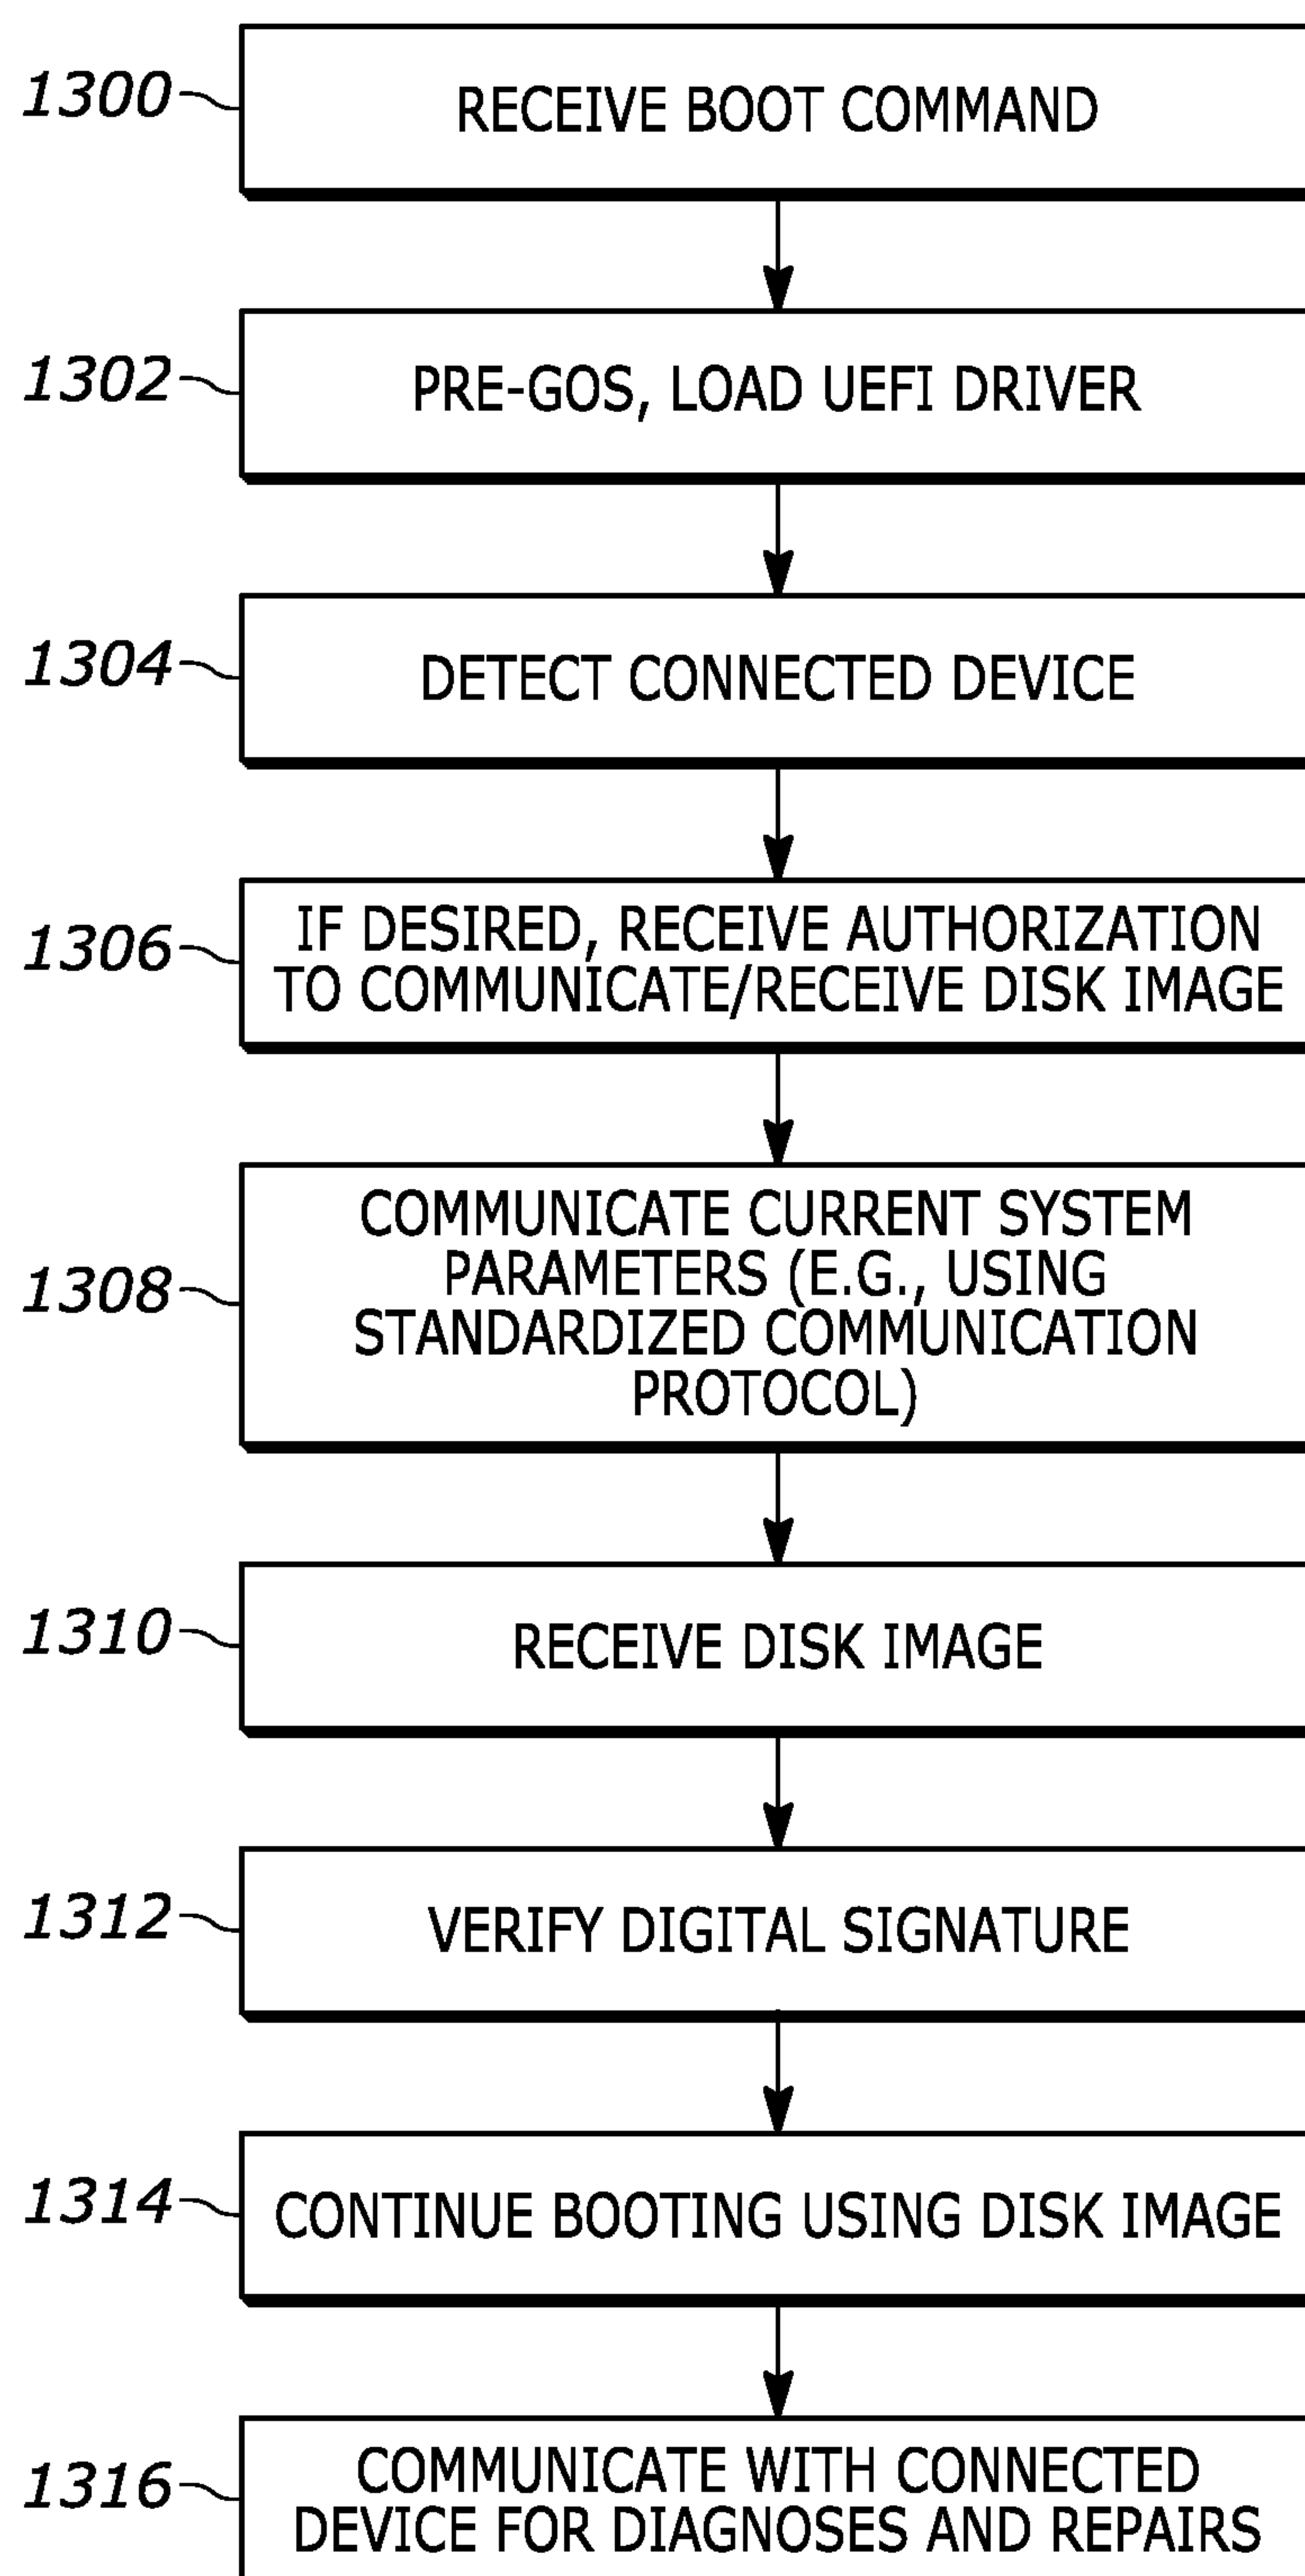 1300
RECEIVE BOOT COMMAND
1302
PRE-GOS, LOAD UEFI DRIVER
1304
DETECT CONNECTED DEVICE
1306
IF DESIRED, RECEIVE AUTHORIZATION
TO COMMUNICATE/RECEIVE DISK IMAGE
1308
COMMUNICATE CURRENT SYSTEM
PARAMETERS (E.G., USING
STANDARDIZED COMMUNICATION
PROTOCOL)
1310
RECEIVE DISK IMAGE
1312
VERIFY DIGITAL SIGNATURE
1314
CONTINUE BOOTING USING DISK IMAGE
1316
COMMUNICATE WITH CONNECTED
DEVICE FOR DIAGNOSES AND REPAIRS